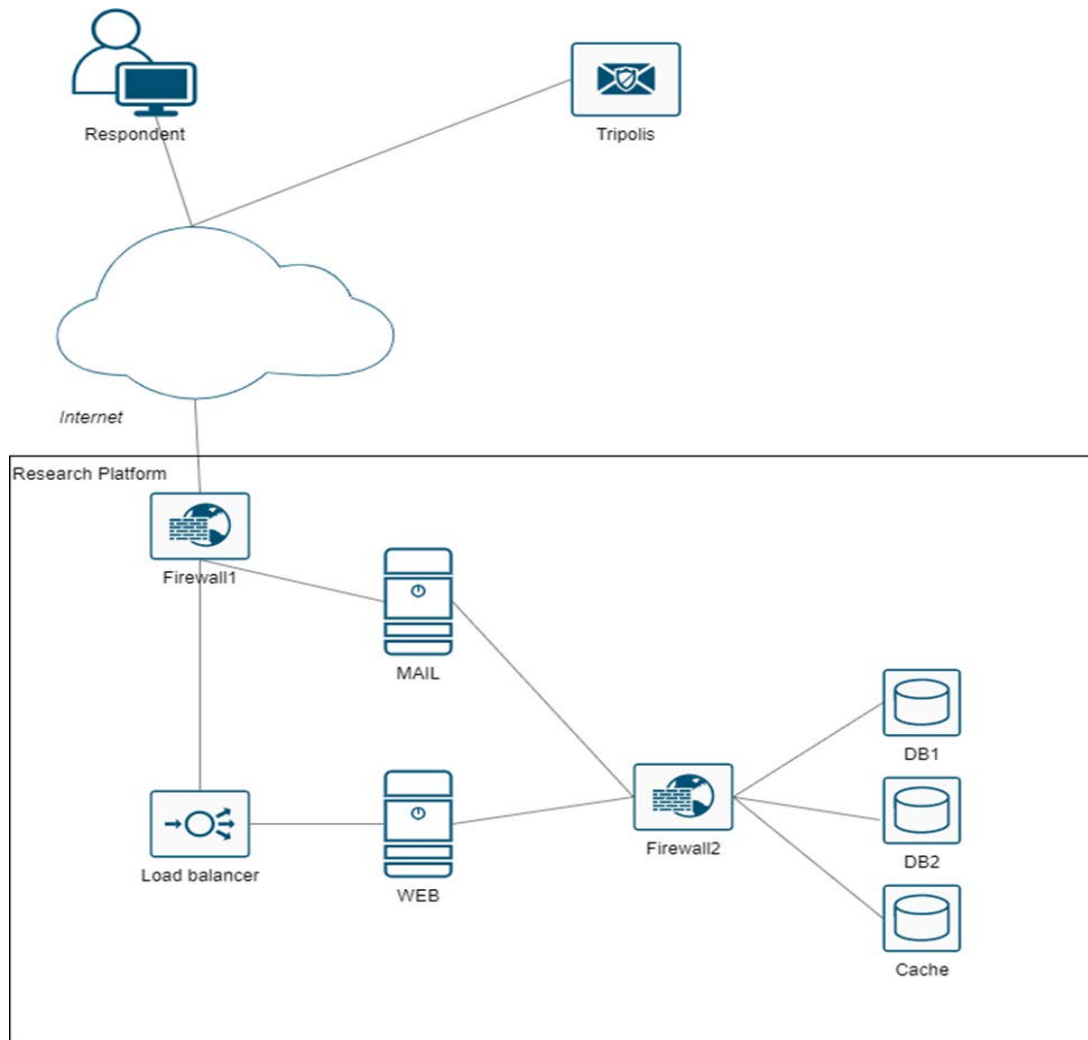 Respondent
Tripolis
Internet
Research Platform
Firewall1
MAIL
DB1
Firewall2
DB2
Load balancer
WEB
Cache